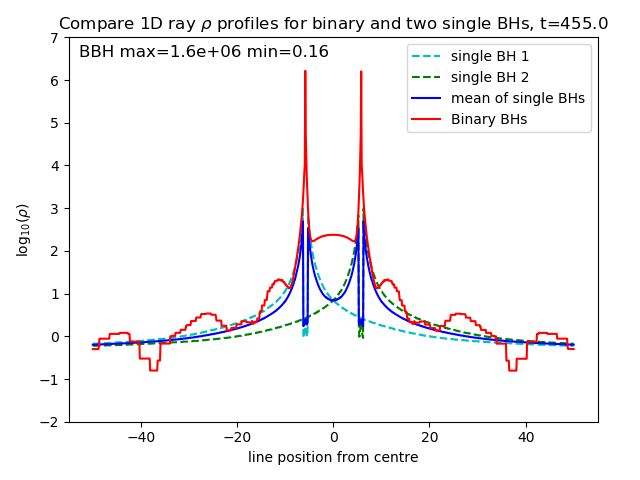 Compare 1D ray ρ profiles for binary and two single BHs, t=455.0
BBH max=1.6e+06 min=0.16
single BH 1
single BH 2
mean of single BHs
Binary BHs
log₁₀(ρ)
7
6
5
4
3
2
1
0
−1
−2
−40
−20
0
20
40
line position from centre